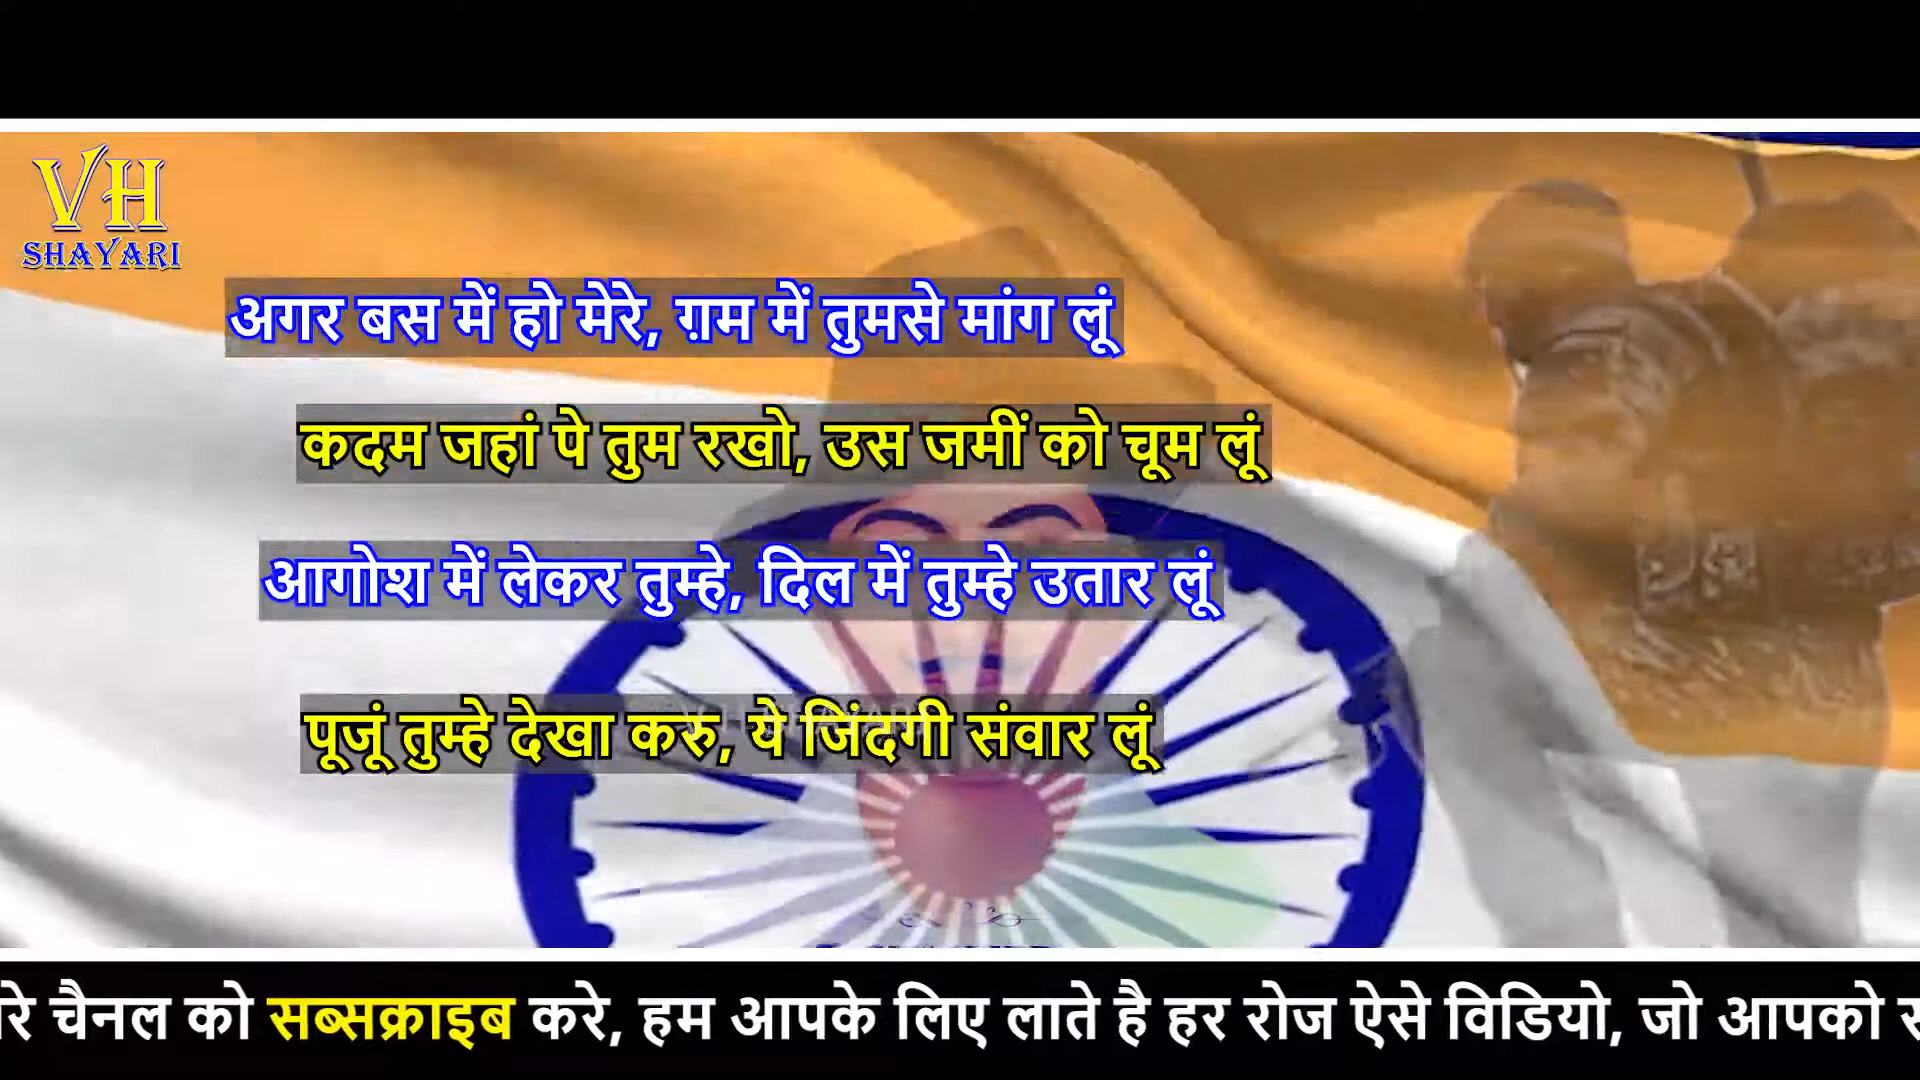 VH
SHAYARI
अगर बस में हो मेरे, ग़म में तुमसे मांग लूं
कदम जहां पे तुम रखो, उस जमीं को चूम लूं
आगोश में लेकर तुम्हे, दिल में तुम्हे उतार लूं
पूजूं तुम्हे देखा करु, ये जिंदगी संवार लूं
चैनल को सब्सक्राइब करे, हम आपके लिए लाते है हर रोज ऐसे विडियो, जो आपको